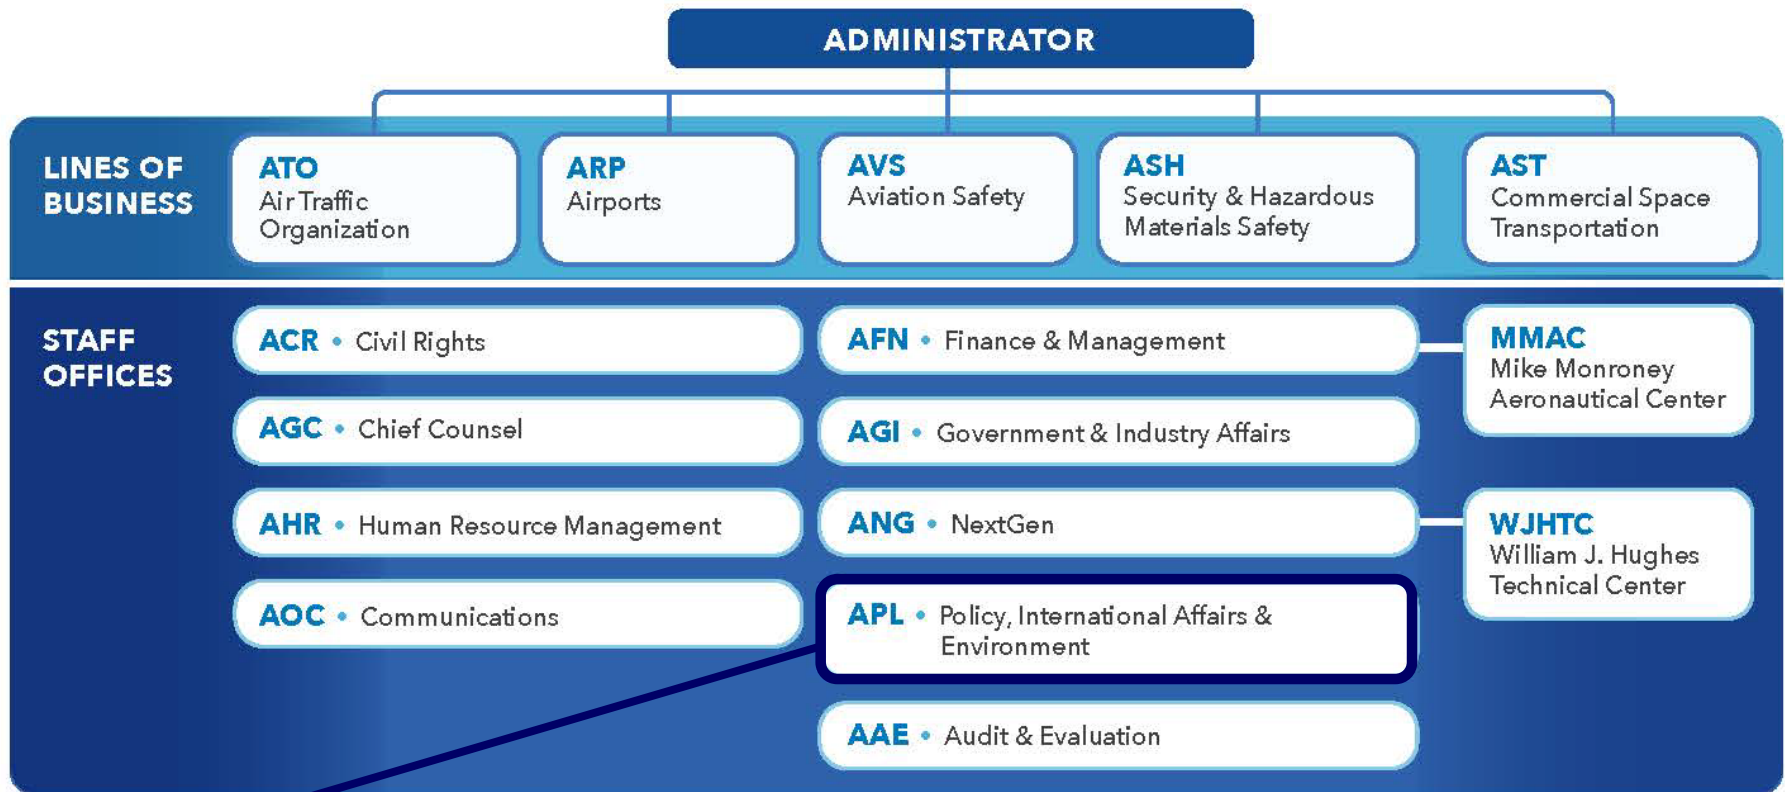 ADMINISTRATOR
LINES OF
BUSINESS
ATO
Air Traffic
Organization
ARP
Airports
AVS
Aviation Safety
ASH
Security & Hazardous
Materials Safety
AST
Commercial Space
Transportation
STAFF
OFFICES
ACR • Civil Rights
AGC • Chief Counsel
AHR • Human Resource Management
AOC • Communications
AFN • Finance & Management
AGI • Government & Industry Affairs
ANG • NextGen
APL • Policy, International Affairs &
Environment
AAE • Audit & Evaluation
MMAC
Mike Monroney
Aeronautical Center
WJHTC
William J. Hughes
Technical Center